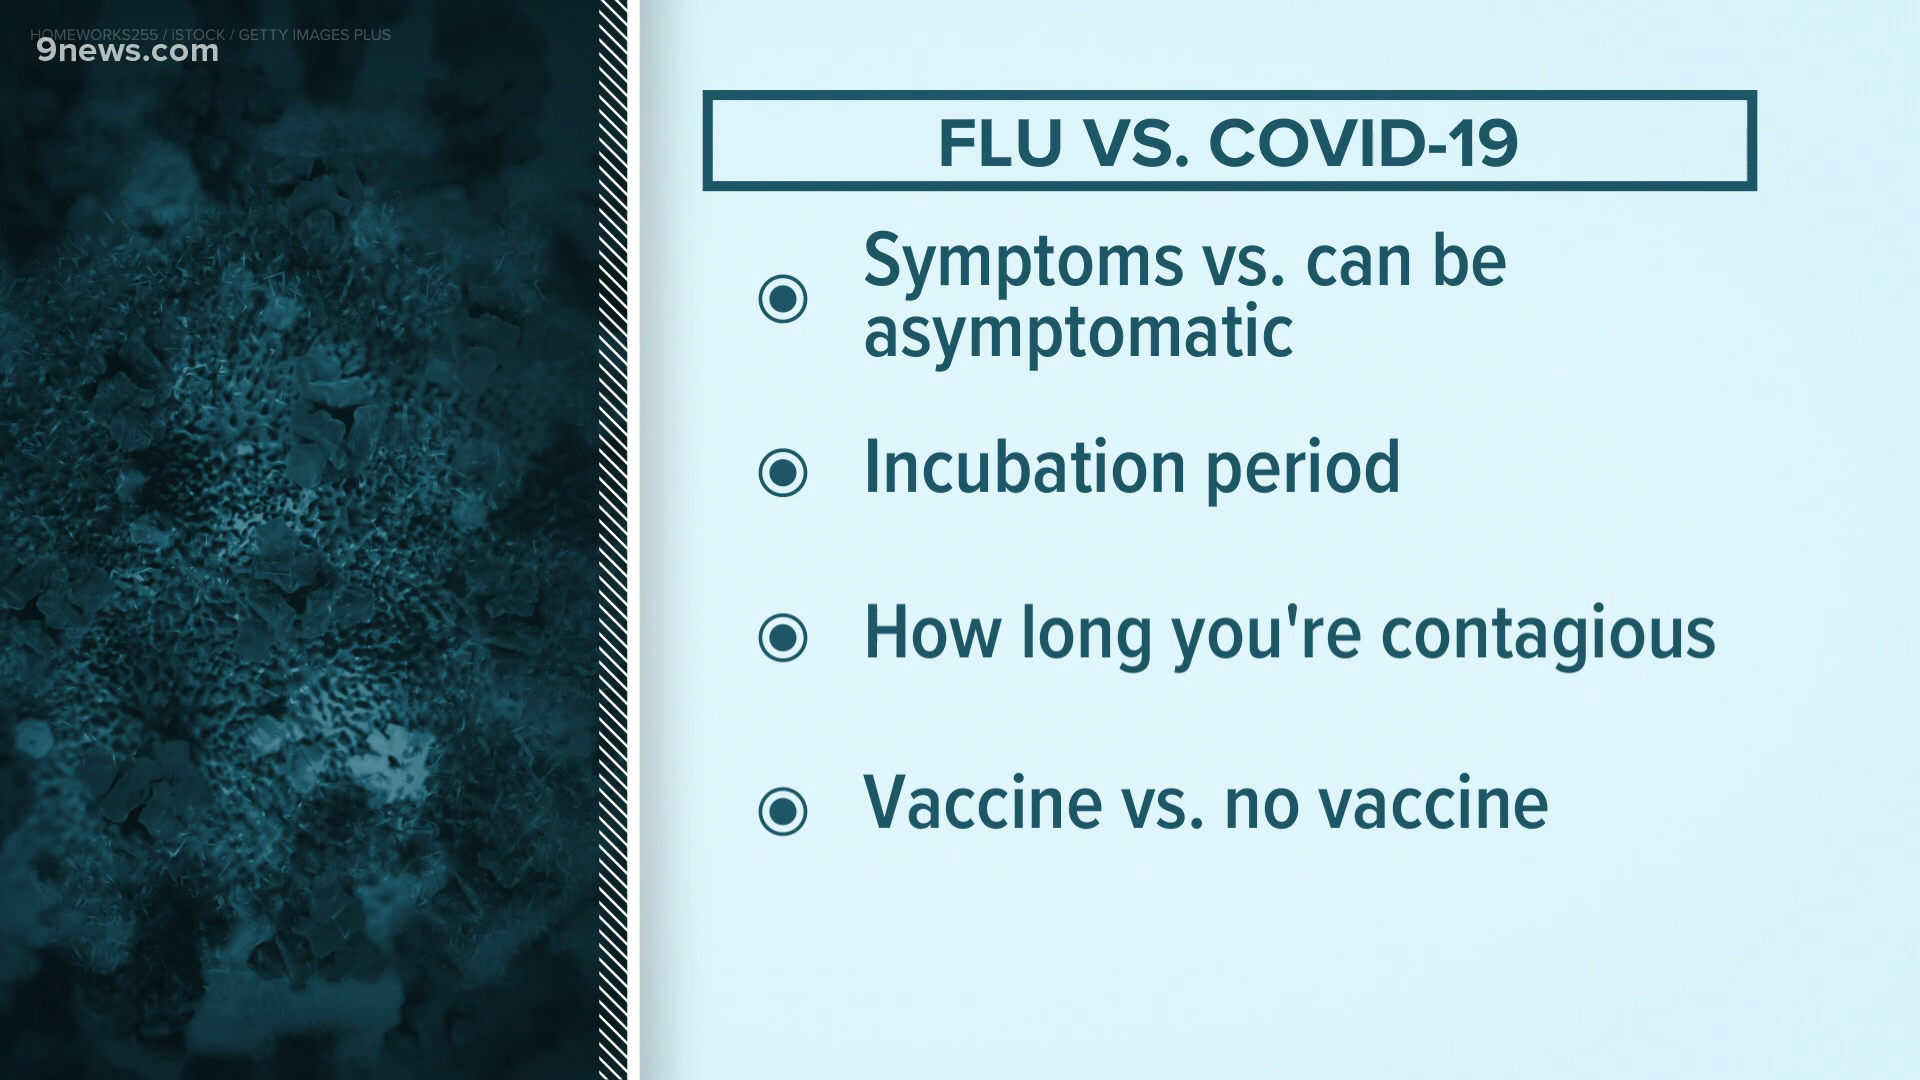 HOMEWORKS255 / iSTOCK / GETTY IMAGES PLUS
9news.com
FLU VS. COVID-19
Symptoms vs. can be
asymptomatic
Incubation period
How long you're contagious
Vaccine vs. no vaccine